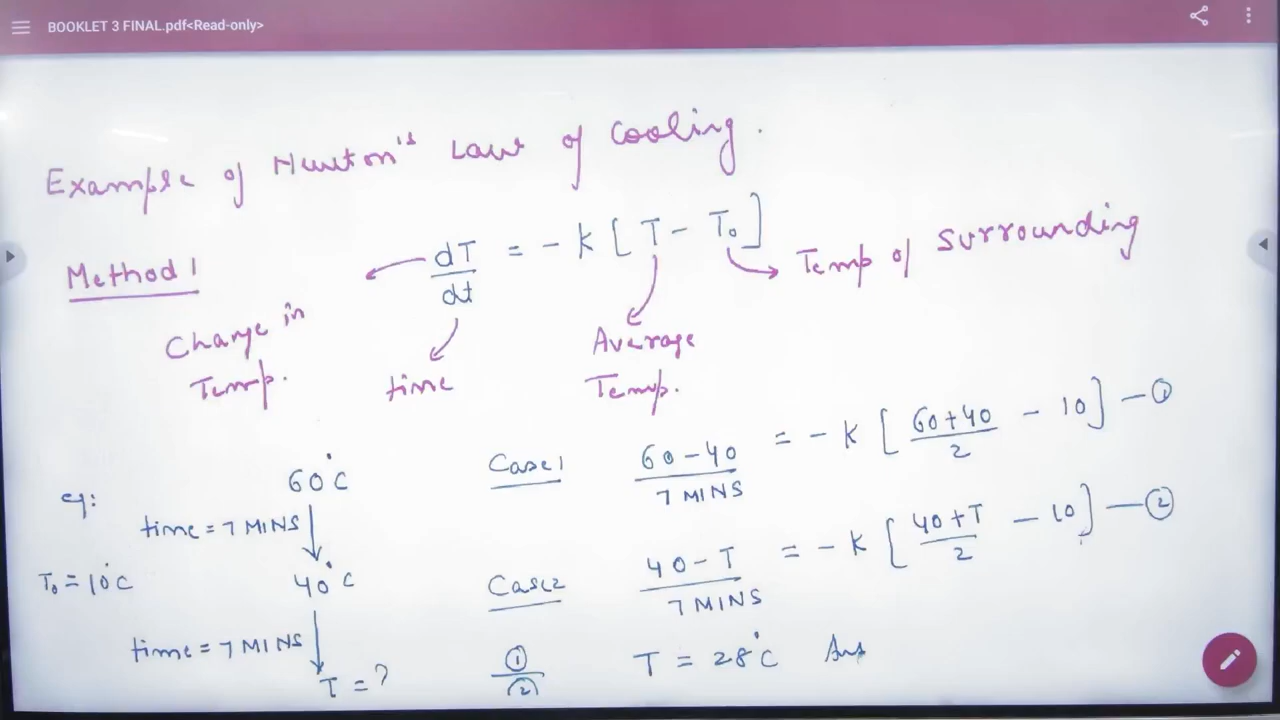 BOOKLET 3 FINAL.pdf<Read-only>
Example of Newton's Law of Cooling.
Method 1
dT/dt = - K [T - T₀]
Temp of Surrounding
Change in Temp.
time
Average Temp.
eg:
60°C
time = 7 MINS
T₀ = 10°C
40°C
time = 7 MINS
T = ?
Case 1
60-40 / 7 MINS = - K [60+40 / 2 - 10] — ①
Case 2
40-T / 7 MINS = - K [40+T / 2 - 10] — ②
①/②
T = 28°C Ans